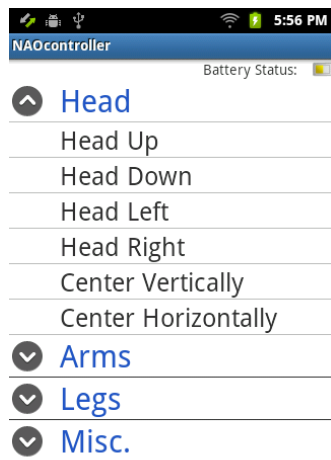 5:56 PM
NAOcontroller
Battery Status:
Head
Head Up
Head Down
Head Left
Head Right
Center Vertically
Center Horizontally
Arms
Legs
Misc.